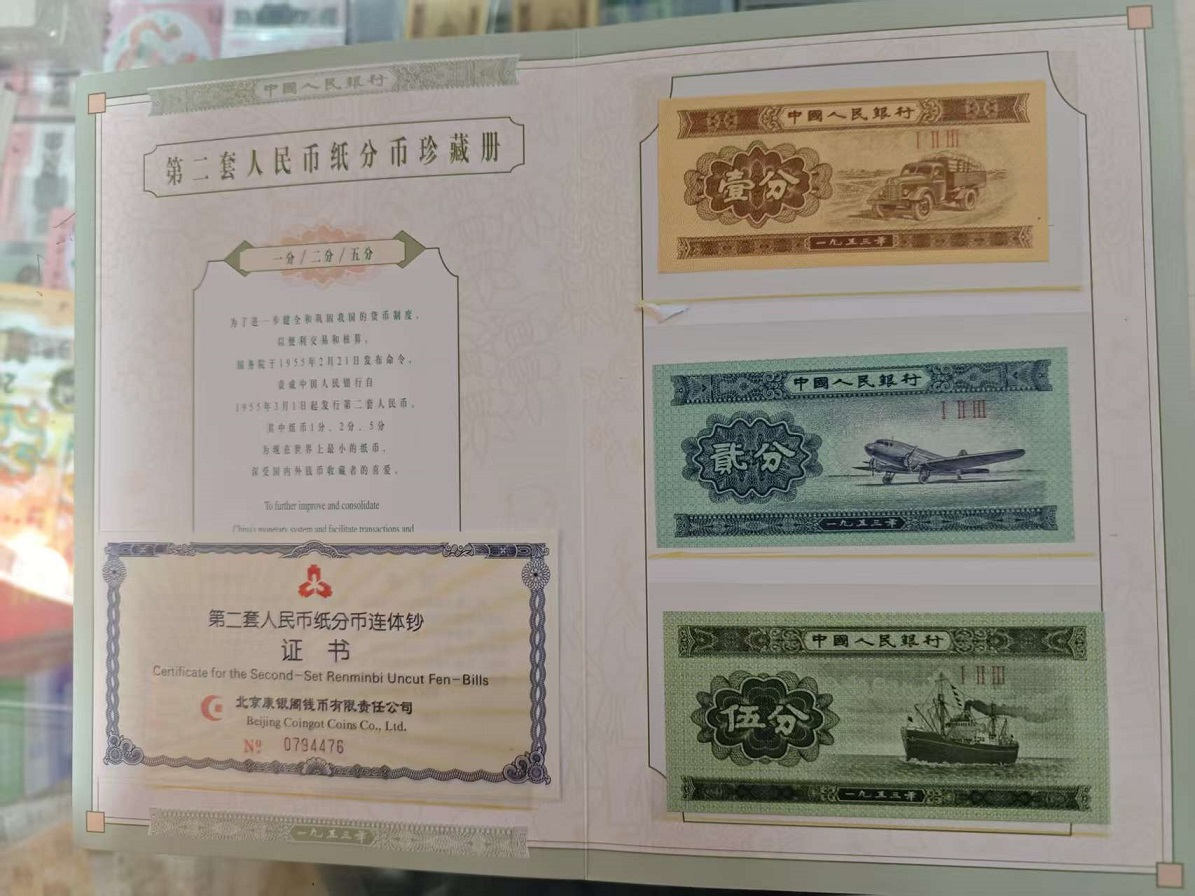 中國人民銀行
第二套人民币纸分币珍藏册
一分/二分/五分
为了进一步健全和巩固我国的货币制度，
以便利交易和核算。
国务院于1955年2月21日发布命令，
责成中国人民银行自
1955年3月1日起发行第二套人民币。
其中纸币1分、2分、5分
为现在世界上最小的纸币，
深受国内外钱币收藏者的喜爱。
To further improve and consolidate
China's monetary system and facilitate transactions and
第二套人民币纸分币连体钞
证书
Certificate for the Second-Set Renminbi Uncut Fen-Bills
北京康银阁钱币有限责任公司
Beijing Coingot Coins Co., Ltd.
Nº 0794476
一九五三年
中國人民銀行
I II III
壹分
一九五三年
中國人民銀行
I II III
貳分
一九五三年
中國人民銀行
I II III
伍分
一九五三年